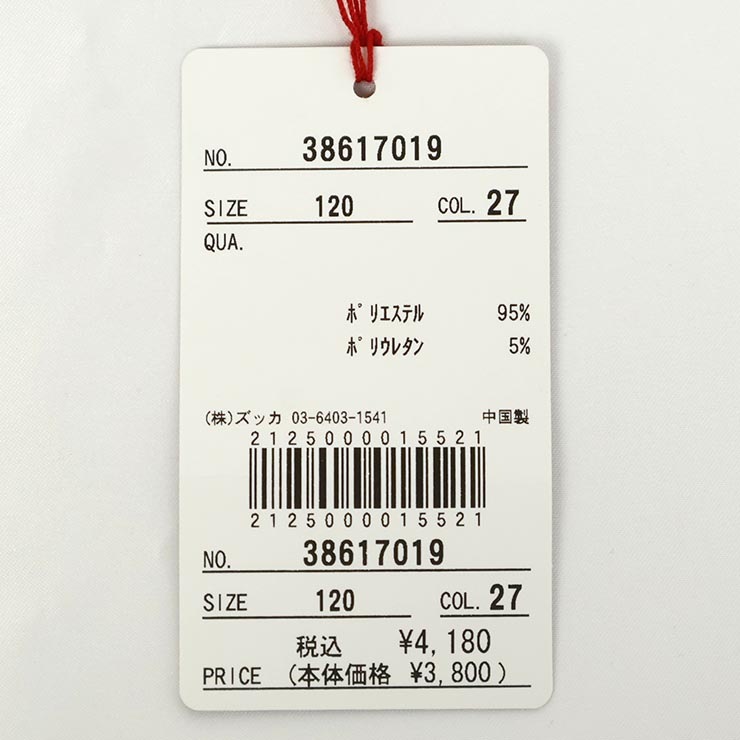 NO. 38617019
SIZE 120 COL. 27
QUA.
ﾎﾟﾘｴｽﾃﾙ 95%
ﾎﾟﾘｳﾚﾀﾝ 5%
(株)ズッカ 03-6403-1541 中国製
2125000015521
2125000015521
NO. 38617019
SIZE 120 COL. 27
税込 ¥4,180
PRICE (本体価格 ¥3,800)